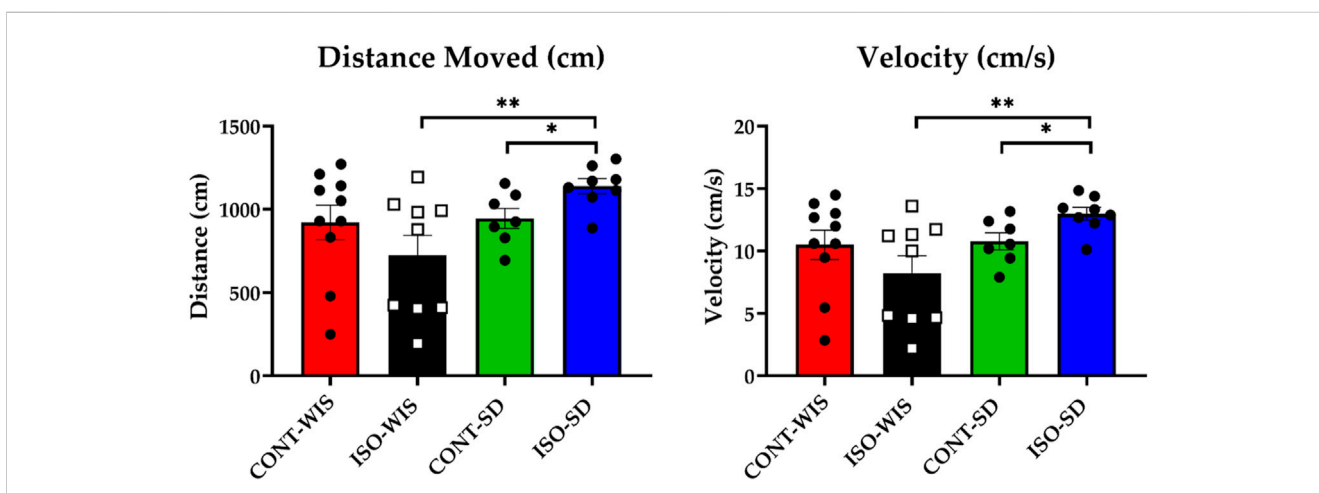 Distance Moved (cm)
**
*
Distance (cm)
1500
1000
500
0
CONT-WIS
ISO-WIS
CONT-SD
ISO-SD
Velocity (cm/s)
**
*
Velocity (cm/s)
20
15
10
5
0
CONT-WIS
ISO-WIS
CONT-SD
ISO-SD